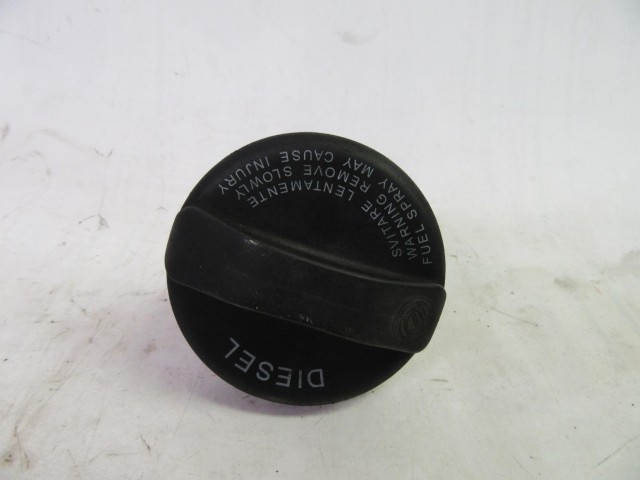 SVITARE LENTAMENTE
WARNING REMOVE SLOWLY
FUEL SPRAY MAY CAUSE INJURY
DIESEL